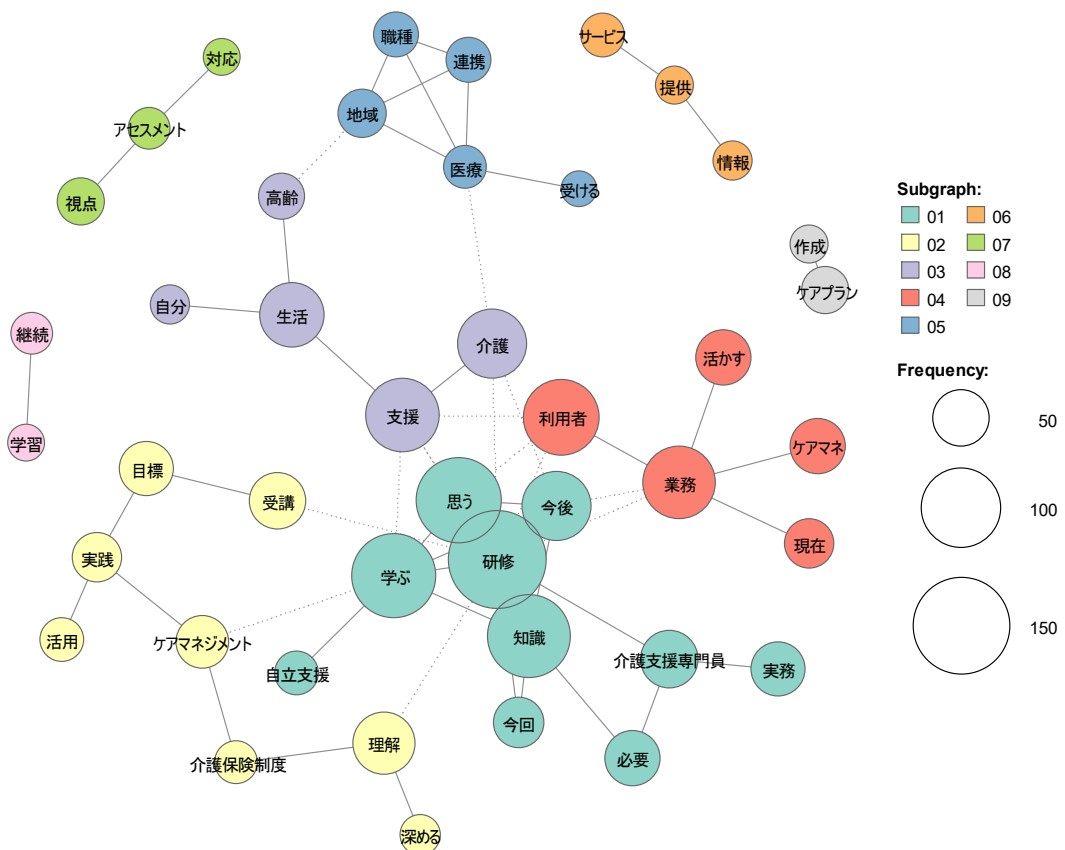 職種
サービス
対応
連携
提供
地域
アセスメント
情報
医療
受ける
Subgraph:
高齢
視点
01
06
02
07
作成
03
08
ケアプラン
04
09
自分
生活
05
継続
介護
活かす
Frequency:
支援
利用者
50
学習
ケアマネ
目標
業務
受講
思う
今後
100
現在
実践
研修
学ぶ
150
活用
ケアマネジメント
知識
介護支援専門員
実務
自立支援
今回
理解
必要
介護保険制度
深める